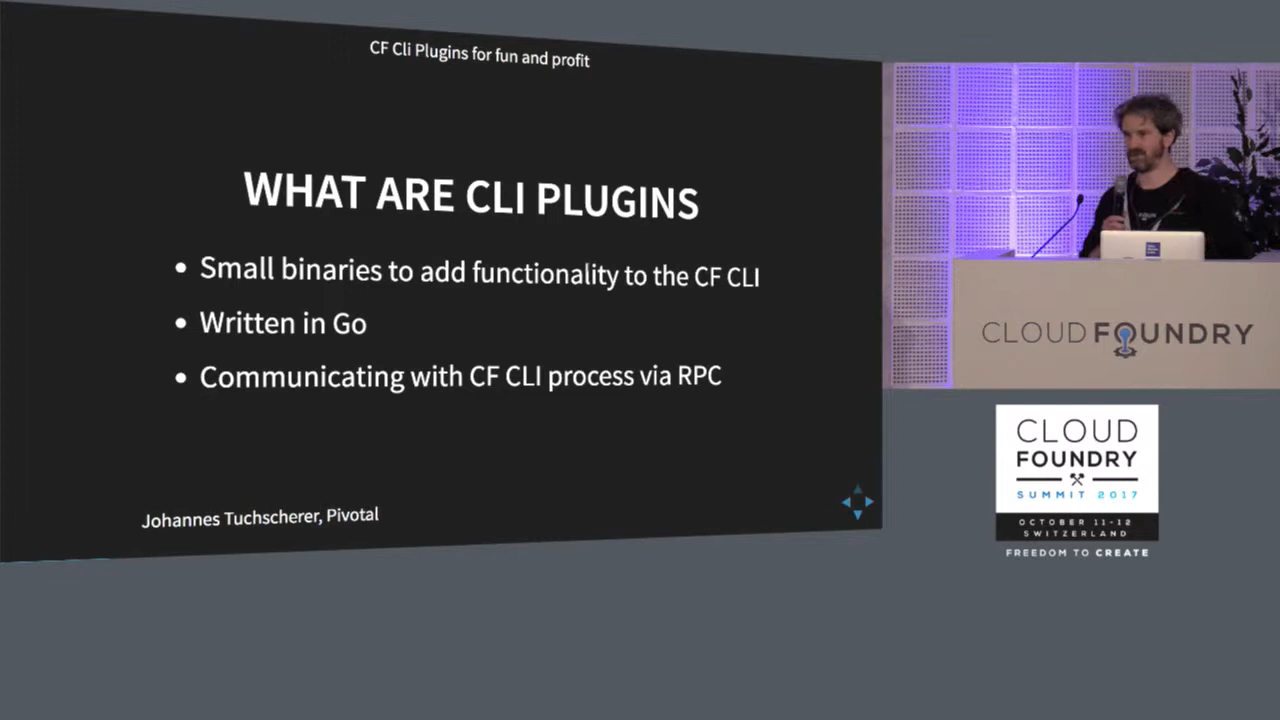 CF Cli Plugins for fun and profit
WHAT ARE CLI PLUGINS
• Small binaries to add functionality to the CF CLI
• Written in Go
• Communicating with CF CLI process via RPC
Johannes Tuchscherer, Pivotal
CLOUD FOUNDRY
CLOUD
FOUNDRY
SUMMIT 2017
OCTOBER 11-12
SWITZERLAND
FREEDOM TO CREATE